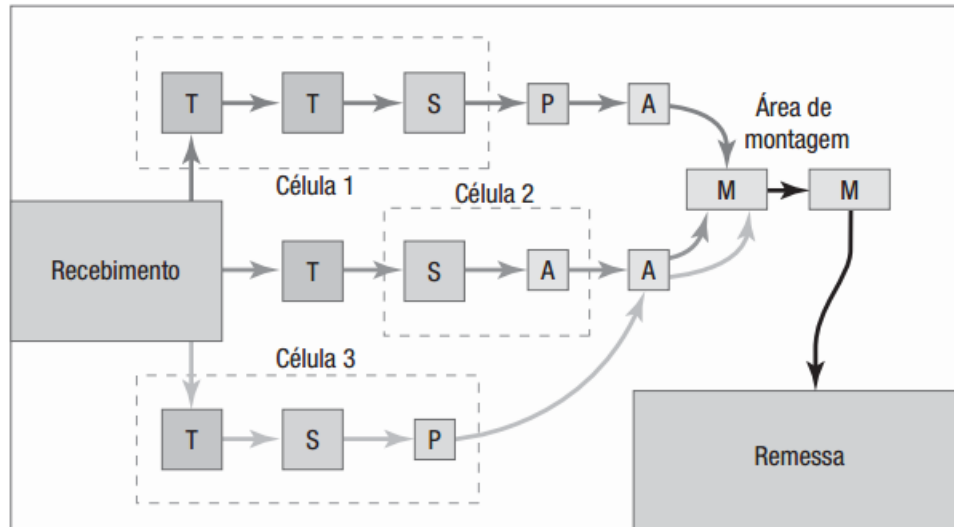 T T S P A
Área de
montagem
Célula 1
Célula 2
M M
Recebimento
T S A A
Célula 3
T S P
Remessa